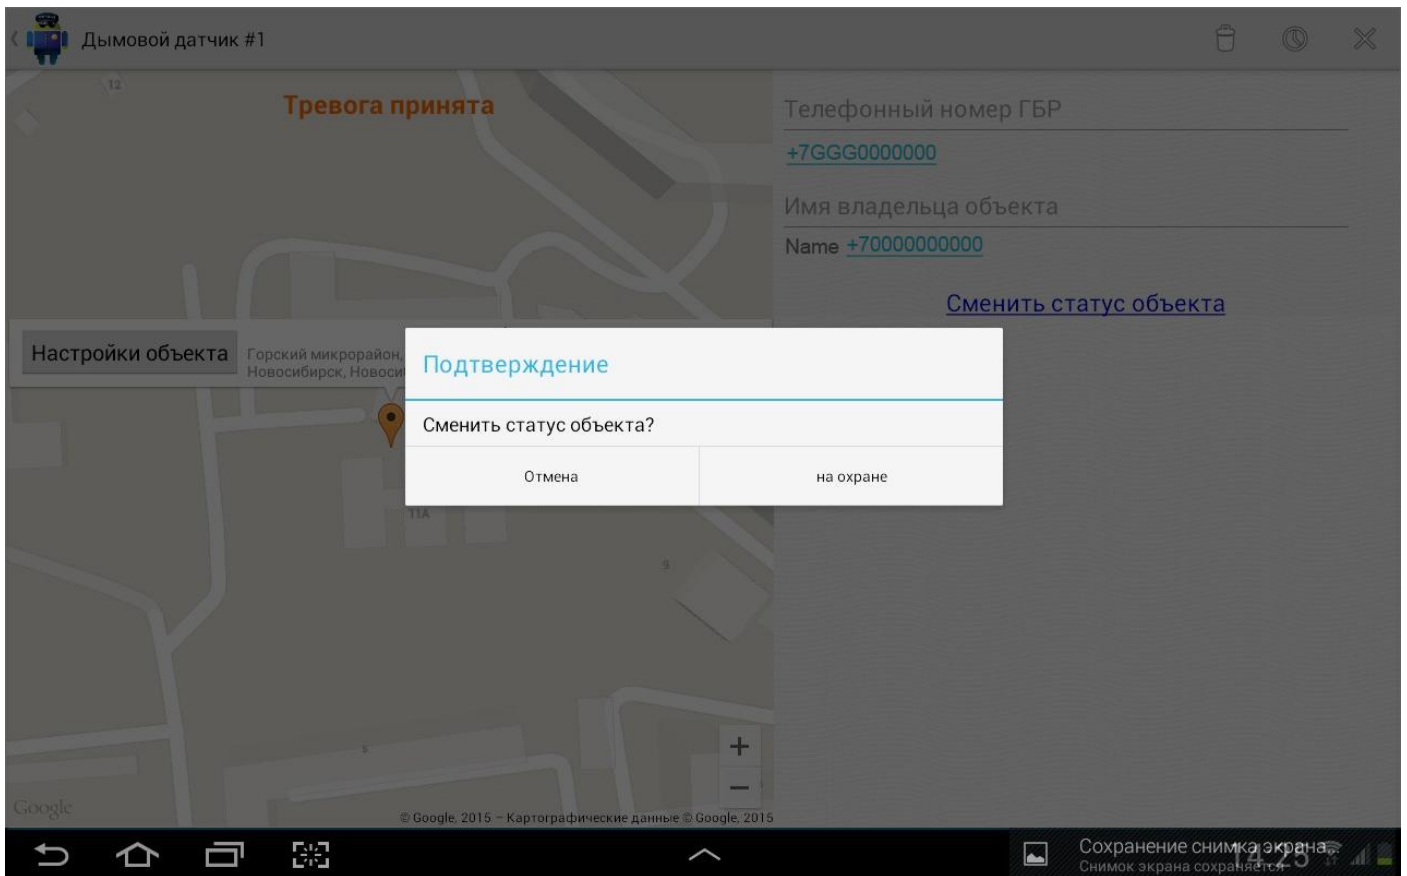 Дымовой датчик #1
12
Тревога принята
Телефонный номер ГБР
+7GGG0000000
Имя владельца объекта
Name +70000000000
Сменить статус объекта
Настройки объекта
Горский микрорайон,
Новосибирск, Новоси
Подтверждение
Сменить статус объекта?
Отмена
на охране
11А
9
5
+
−
Google
© Google, 2015 – Картографические данные © Google, 2015
Сохранение снимка экрана...
Снимок экрана сохраняется
14:25